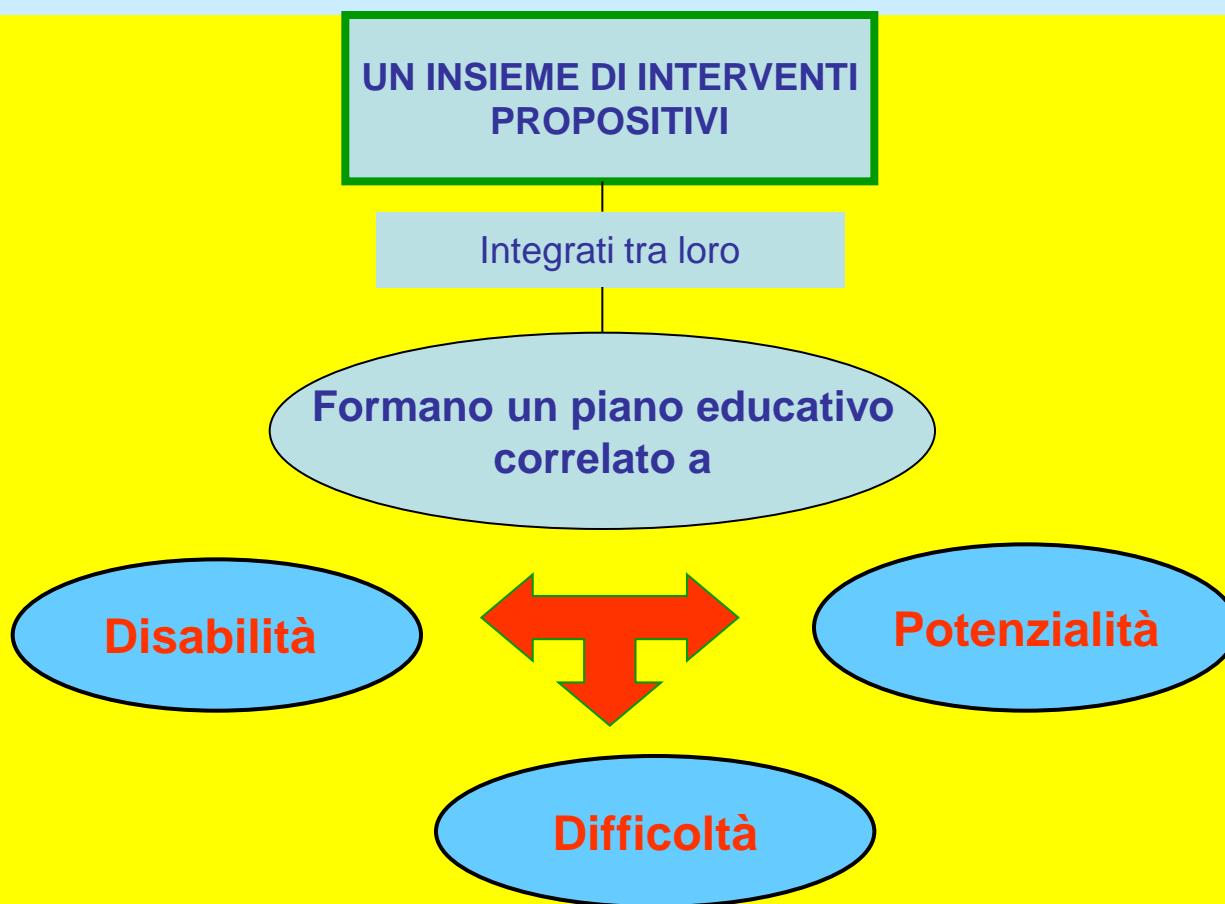 UN INSIEME DI INTERVENTI
PROPOSITIVI
Integrati tra loro
Formano un piano educativo
correlato a
Disabilità
Potenzialità
Difficoltà